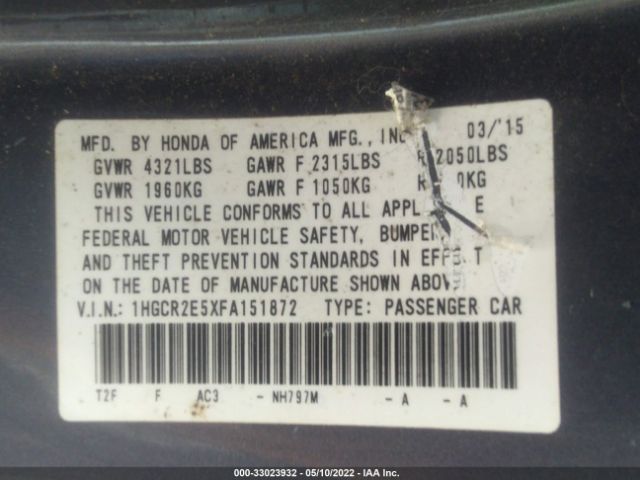 MFD. BY HONDA OF AMERICA MFG., INC 03/'15
GVWR 4321LBS GAWR F 2315LBS R 2050LBS
GVWR 1960KG GAWR F 1050KG R 0KG
THIS VEHICLE CONFORMS TO ALL APPL E
FEDERAL MOTOR VEHICLE SAFETY, BUMPER
AND THEFT PREVENTION STANDARDS IN EFFECT
ON THE DATE OF MANUFACTURE SHOWN ABOV
V.I.N.: 1HGCR2E5XFA151872 TYPE: PASSENGER CAR
T2F F AC3 - NH797M - A - A
000-33023932 - 05/10/2022 - IAA Inc.